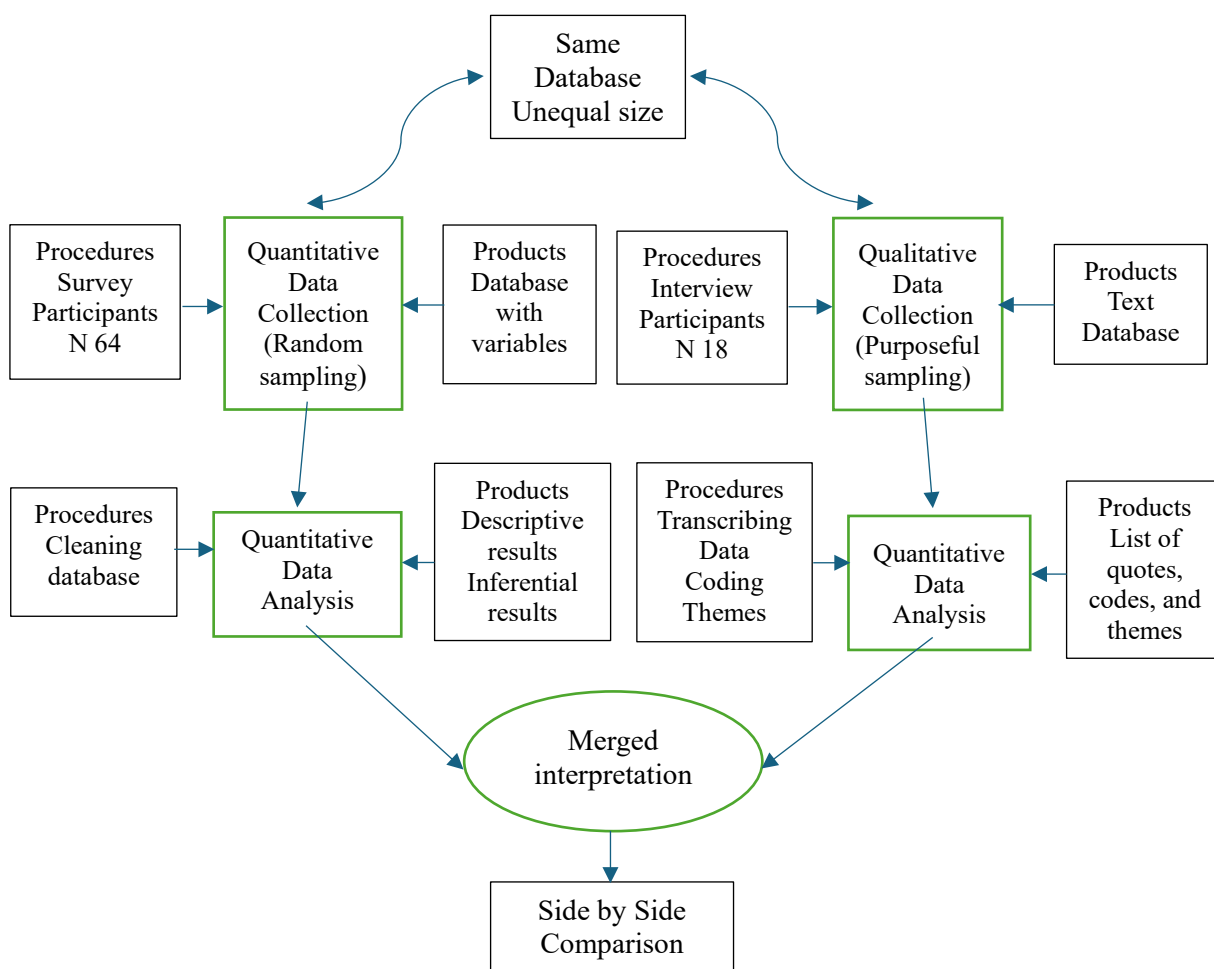 Same
Database
Unequal size
Procedures
Survey
Participants
N 64
Quantitative
Data
Collection
(Random
sampling)
Products
Database
with
variables
Procedures
Interview
Participants
N 18
Qualitative
Data
Collection
(Purposeful
sampling)
Products
Text
Database
Procedures
Cleaning
database
Quantitative
Data
Analysis
Products
Descriptive
results
Inferential
results
Procedures
Transcribing
Data
Coding
Themes
Quantitative
Data
Analysis
Products
List of
quotes,
codes, and
themes
Merged
interpretation
Side by Side
Comparison